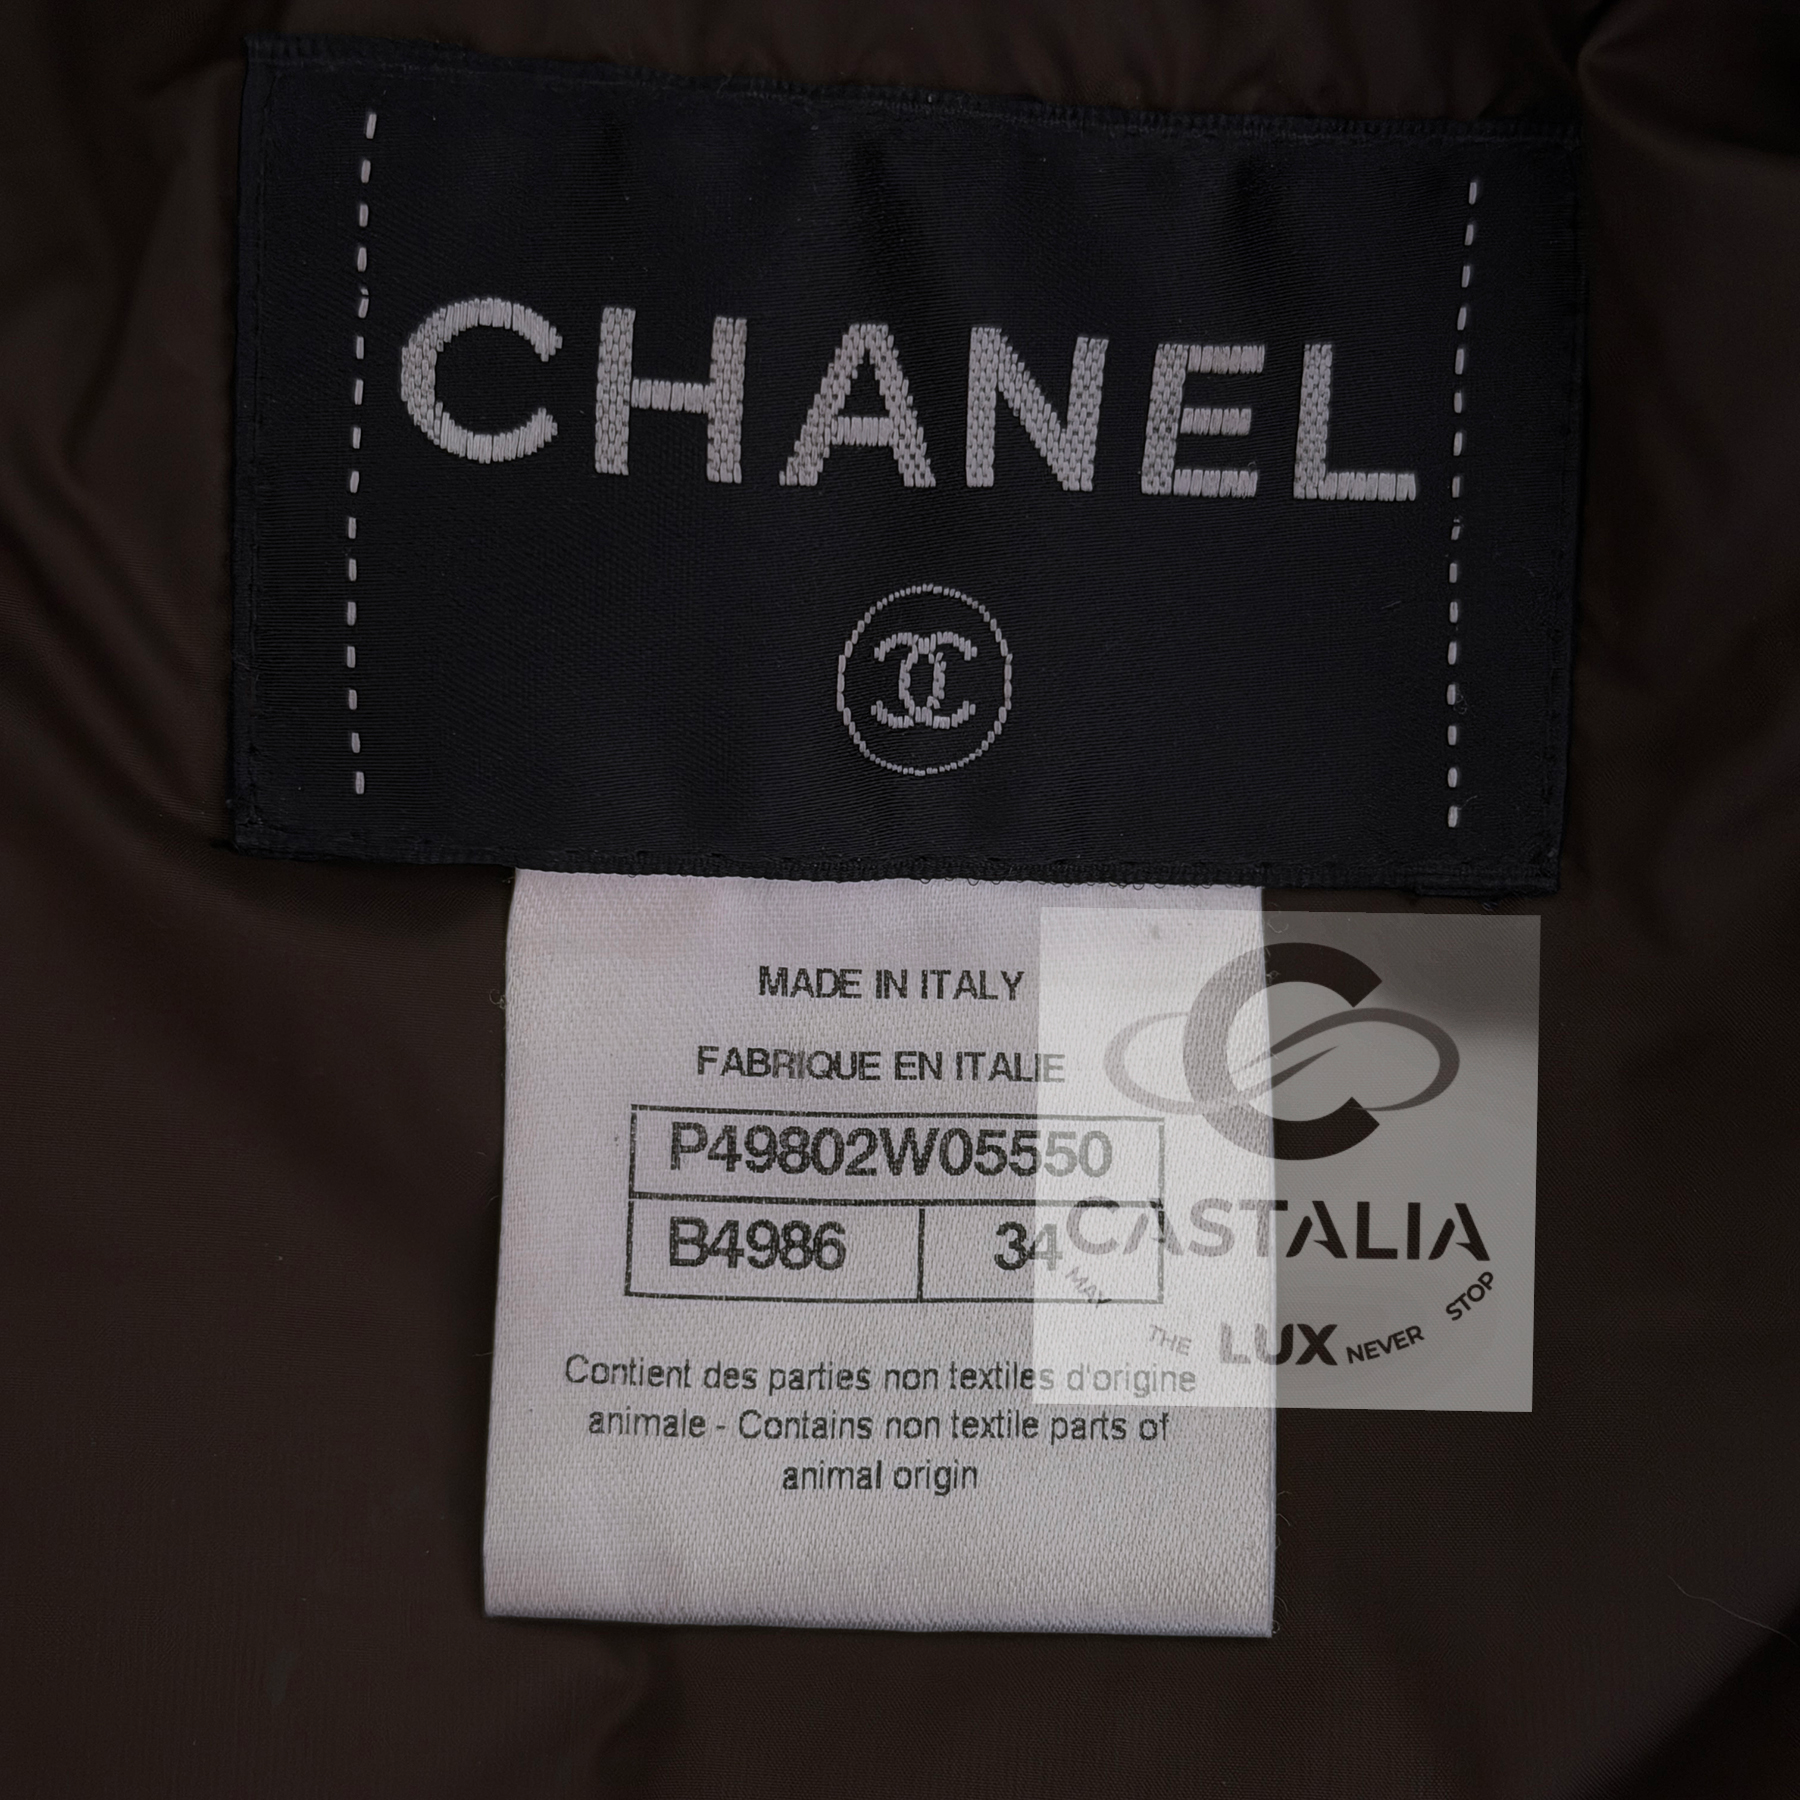 CHANEL
MADE IN ITALY
FABRIQUE EN ITALIE
P49802W05550
B4986 34
Contient des parties non textiles d'origine
animale - Contains non textile parts of
animal origin
CASTALIA
MAY THE LUX NEVER STOP